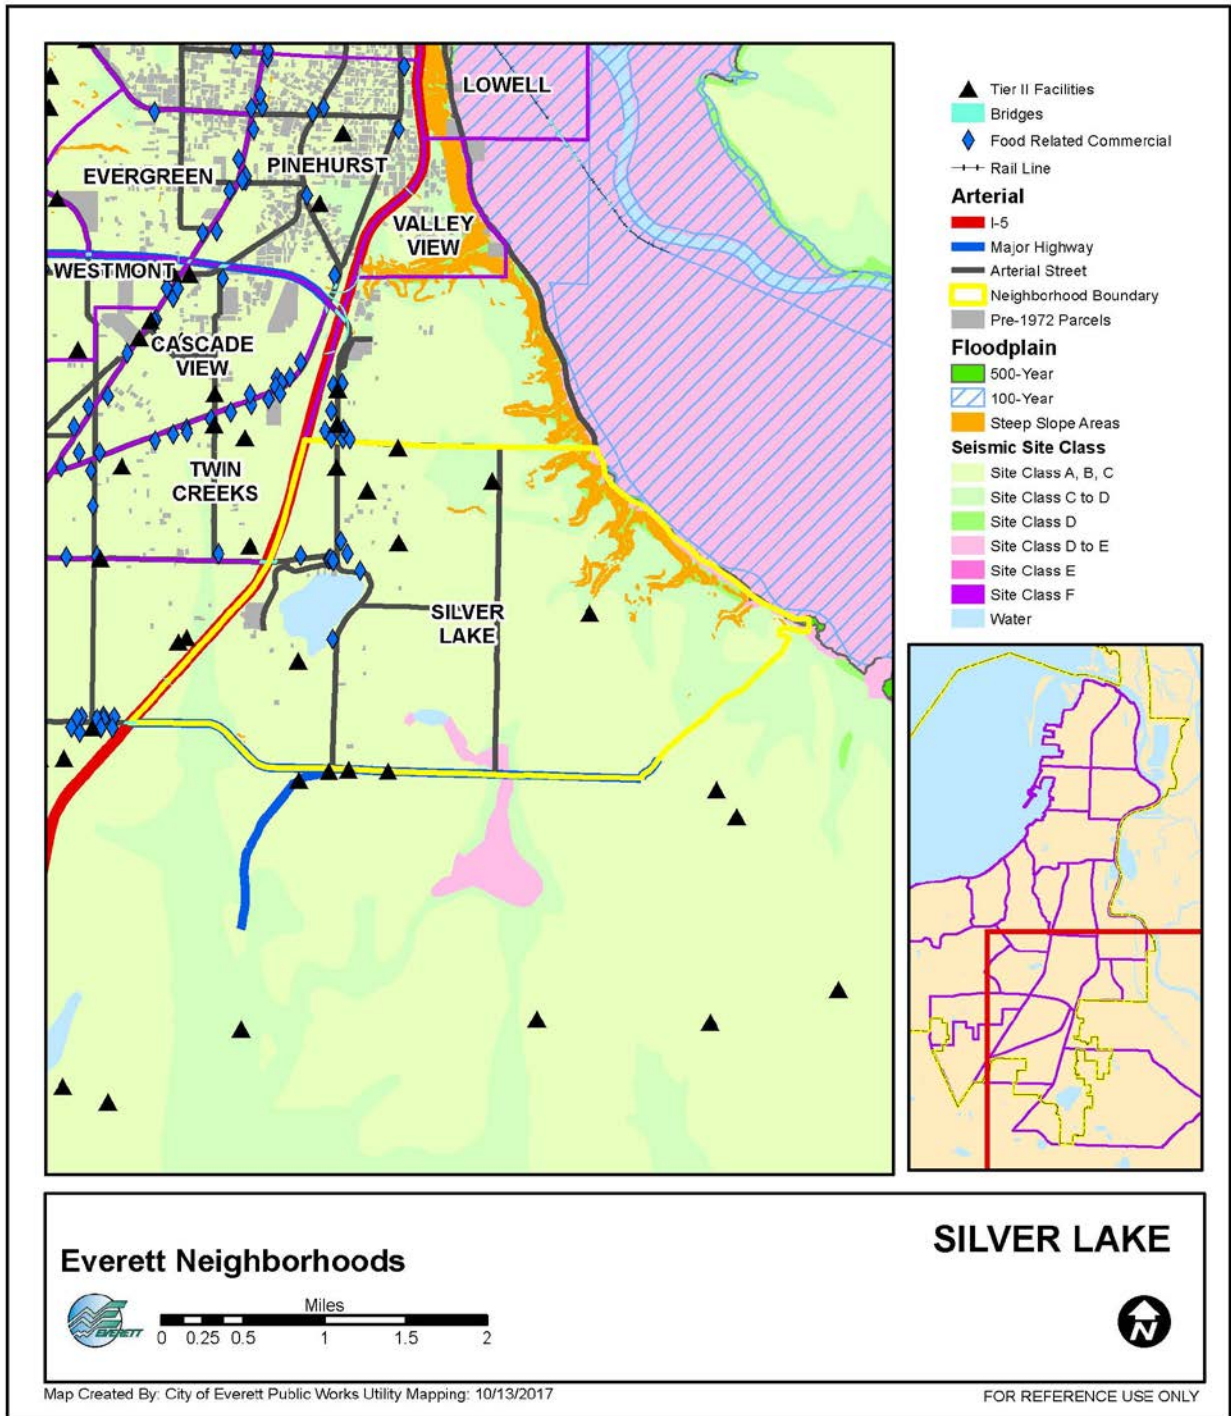 LOWELL
PINEHURST
EVERGREEN
VALLEY
VIEW
WESTMONT
CASCADE
VIEW
TWIN
CREEKS
SILVER
LAKE
Tier II Facilities
Bridges
Food Related Commercial
Rail Line
Arterial
I-5
Major Highway
Arterial Street
Neighborhood Boundary
Pre-1972 Parcels
Floodplain
500-Year
100-Year
Steep Slope Areas
Seismic Site Class
Site Class A, B, C
Site Class C to D
Site Class D
Site Class D to E
Site Class E
Site Class F
Water
SILVER LAKE
Everett Neighborhoods
EVERETT
Miles
0 0.25 0.5 1 1.5 2
N
Map Created By: City of Everett Public Works Utility Mapping: 10/13/2017
FOR REFERENCE USE ONLY